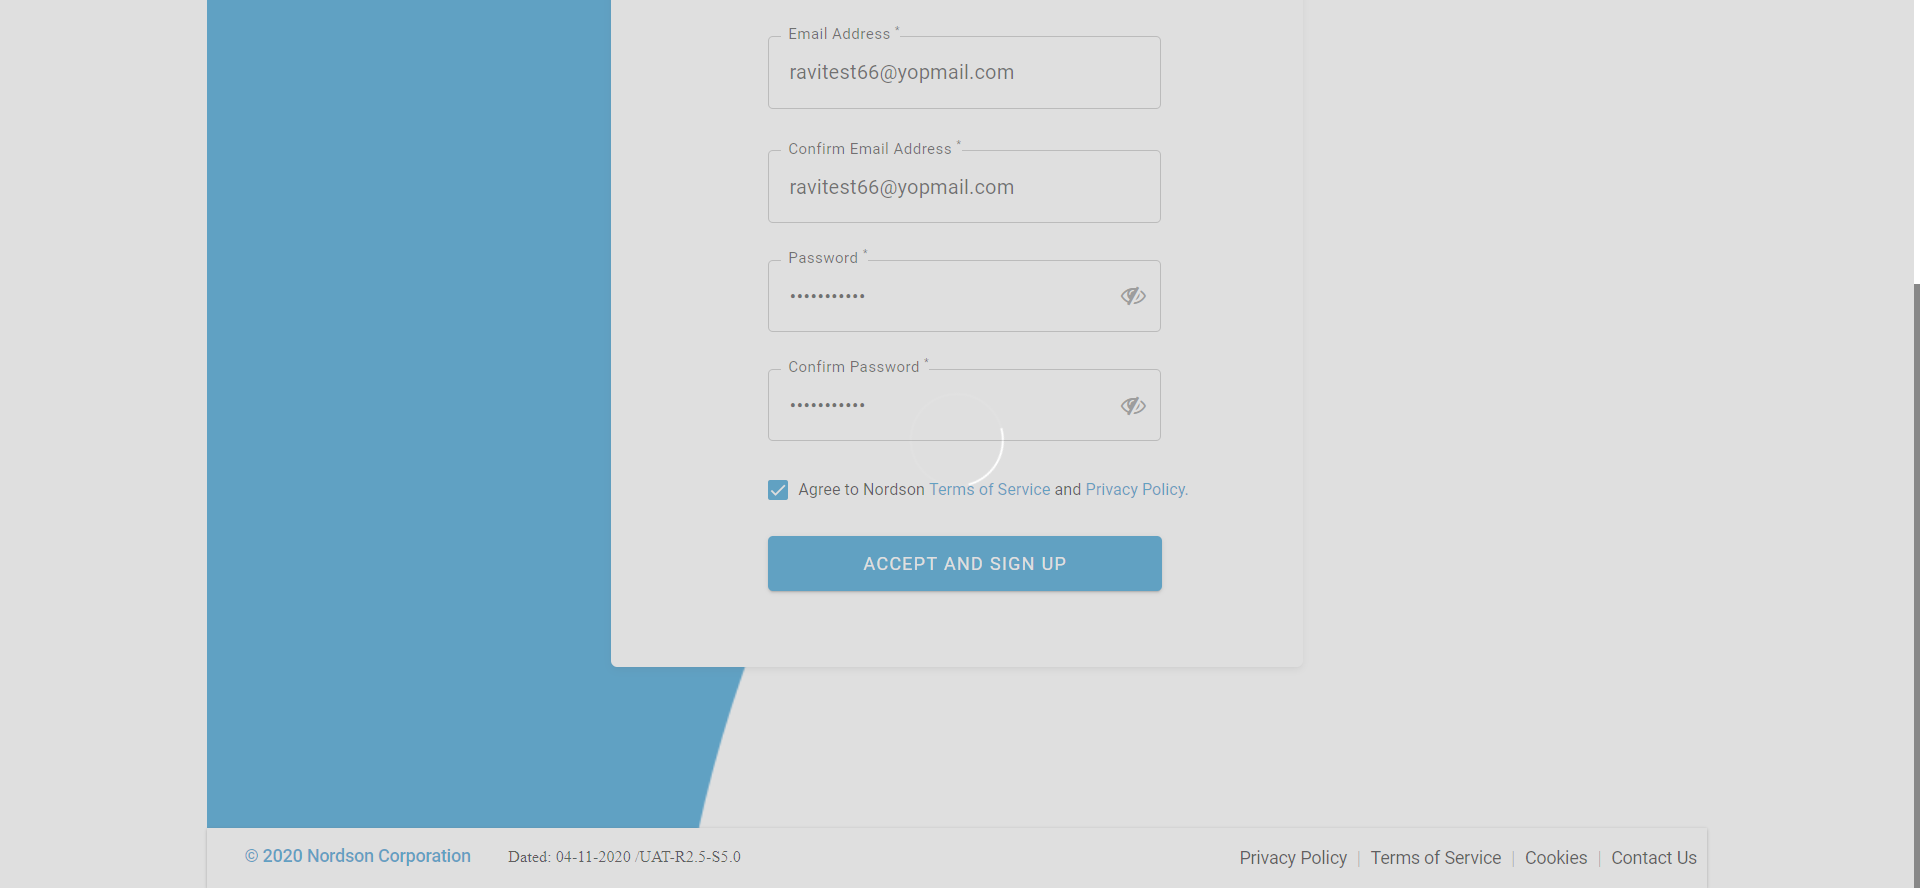 Email Address *
ravitest66@yopmail.com
Confirm Email Address *
ravitest66@yopmail.com
Password *
•••••••••••
Confirm Password *
•••••••••••
Agree to Nordson Terms of Service and Privacy Policy.
ACCEPT AND SIGN UP
© 2020 Nordson Corporation Dated: 04-11-2020 /UAT-R2.5-S5.0 Privacy Policy | Terms of Service | Cookies | Contact Us